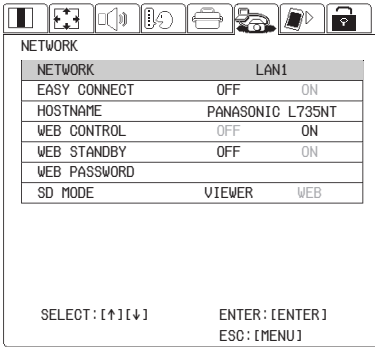 NETWORK
NETWORK LAN1
EASY CONNECT OFF ON
HOSTNAME PANASONIC L735NT
WEB CONTROL OFF ON
WEB STANDBY OFF ON
WEB PASSWORD
SD MODE VIEWER WEB
SELECT:[↑][↓] ENTER:[ENTER]
ESC:[MENU]